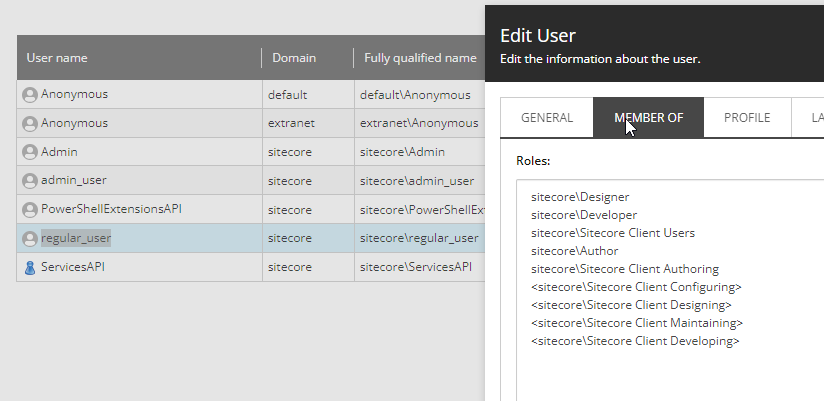 User name Domain Fully qualified name
Anonymous default default\Anonymous
Anonymous extranet extranet\Anonymous
Admin sitecore sitecore\Admin
admin_user sitecore sitecore\admin_user
PowerShellExtensionsAPI sitecore sitecore\PowerShellExt
regular_user sitecore sitecore\regular_user
ServicesAPI sitecore sitecore\ServicesAPI
Edit User
Edit the information about the user.
GENERAL MEMBER OF PROFILE LA
Roles:
sitecore\Designer
sitecore\Developer
sitecore\Sitecore Client Users
sitecore\Author
sitecore\Sitecore Client Authoring
<sitecore\Sitecore Client Configuring>
<sitecore\Sitecore Client Designing>
<sitecore\Sitecore Client Maintaining>
<sitecore\Sitecore Client Developing>